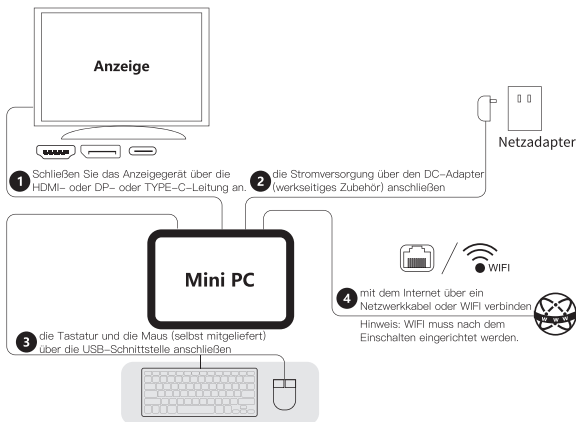 Anzeige
Netzadapter
1
Schließen Sie das Anzeigegerät über die
HDMI- oder DP- oder TYPE-C-Leitung an.
2
die Stromversorgung über den DC-Adapter
(werkseitiges Zubehör) anschließen
Mini PC
WIFI
4
mit dem Internet über ein
Netzwerkkabel oder WIFI verbinden
Hinweis: WIFI muss nach dem
Einschalten eingerichtet werden.
W W W
3
die Tastatur und die Maus (selbst mitgeliefert)
über die USB-Schnittstelle anschließen